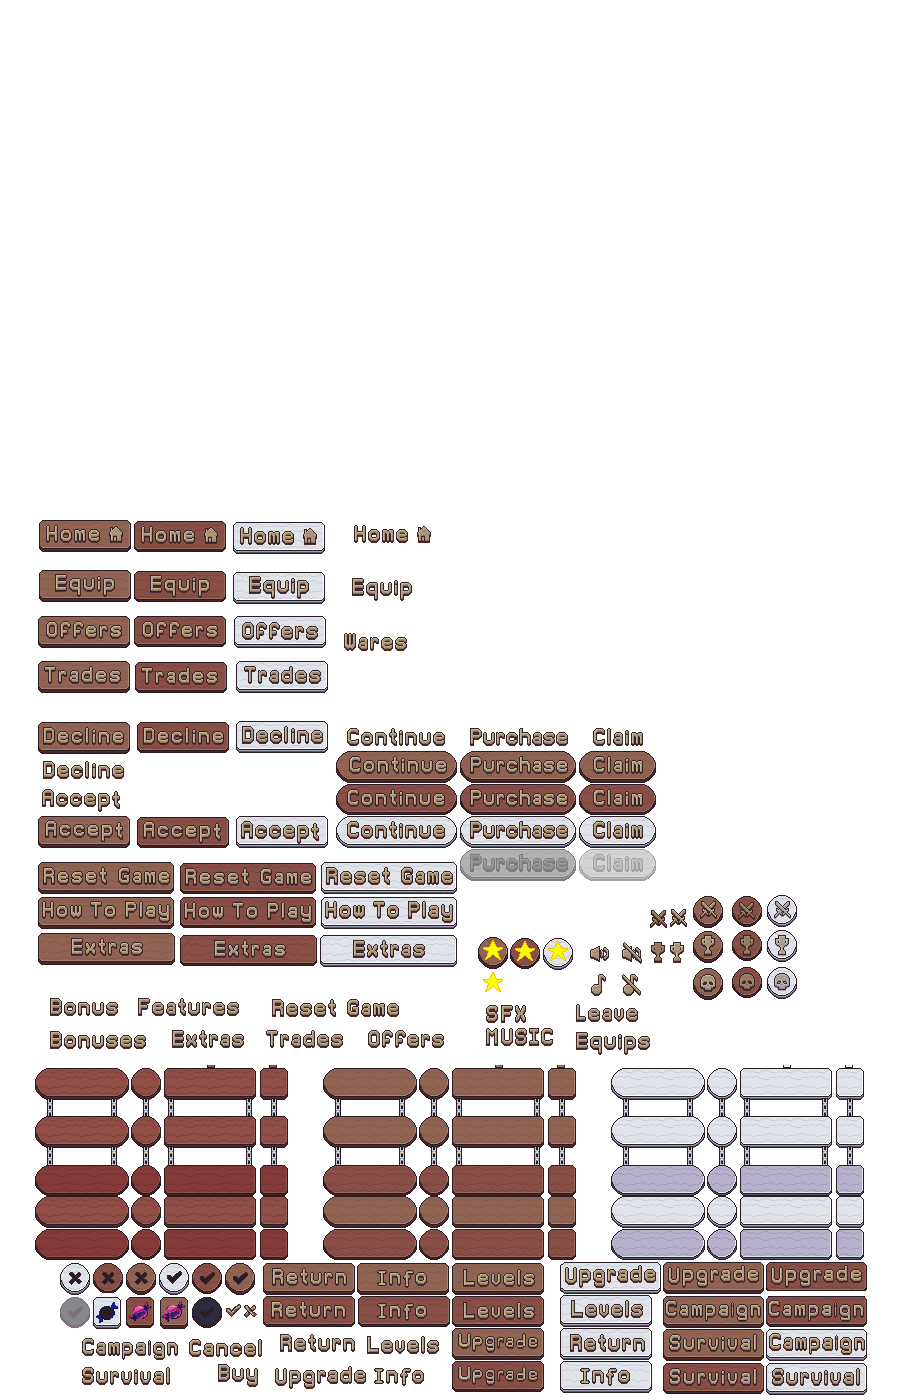 Home Home Home Home
Equip Equip Equip Equip
Offers Offers Offers
Wares
Trades Trades Trades
Decline Decline Decline Continue Purchase Claim
Decline Continue Purchase Claim
Accept Continue Purchase Claim
Accept Accept Accept Continue Purchase Claim
Purchase Claim
Reset Game Reset Game Reset Game
How To Play How To Play How To Play
Extras Extras Extras
Bonus Features Reset Game SFX Leave
Bonuses Extras Trades Offers MUSIC Equips
Return Info Levels Upgrade Upgrade Upgrade
Return Info Levels Levels Campaign Campaign
Campaign Cancel Return Levels Upgrade Return Survival Campaign
Survival Buy Upgrade Info Upgrade Info Survival Survival